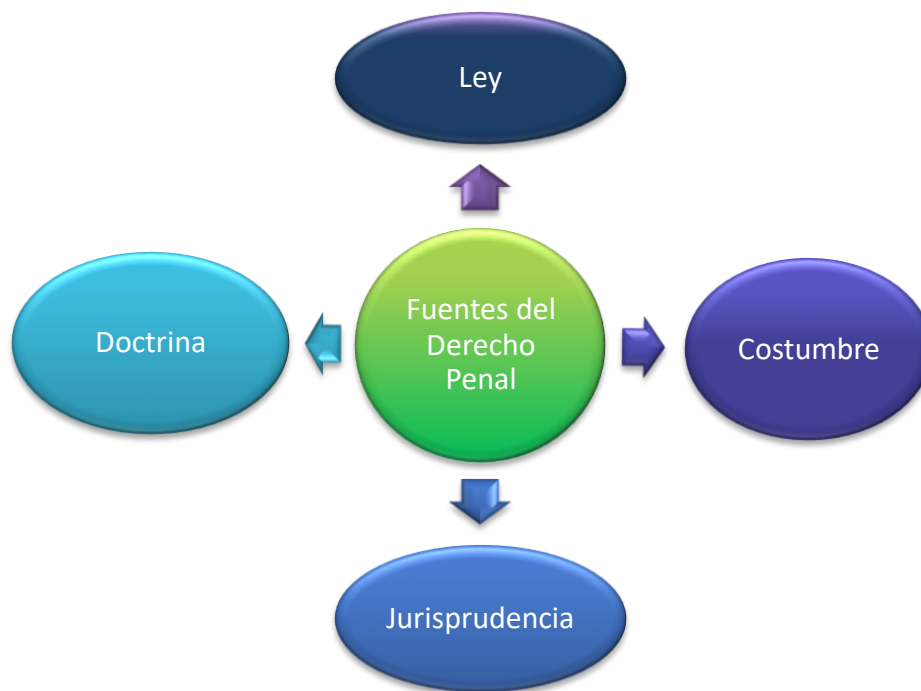 Ley
Doctrina
Fuentes del
Derecho
Penal
Costumbre
Jurisprudencia